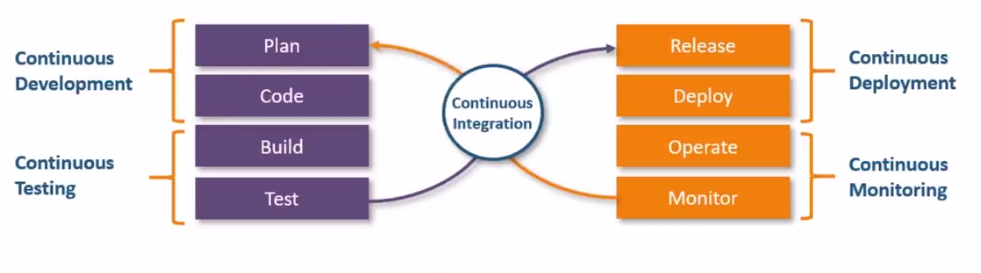 Continuous
Development
Plan
Code
Continuous
Testing
Build
Test
Continuous
Integration
Release
Deploy
Continuous
Deployment
Operate
Monitor
Continuous
Monitoring